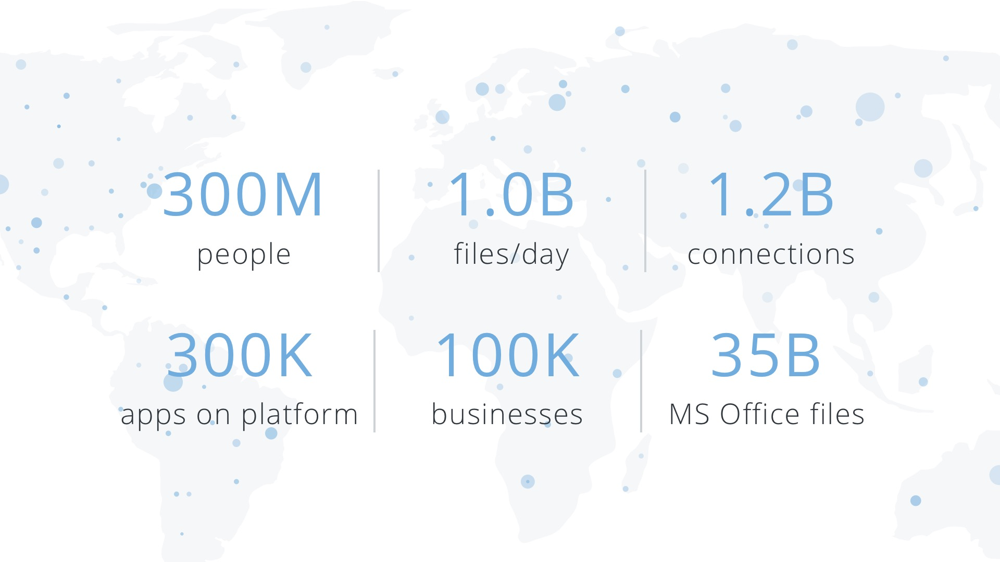 300M
1.0B
1.2B
people
files/day
connections
300K
100K
35B
apps on platform
businesses
MS Office files